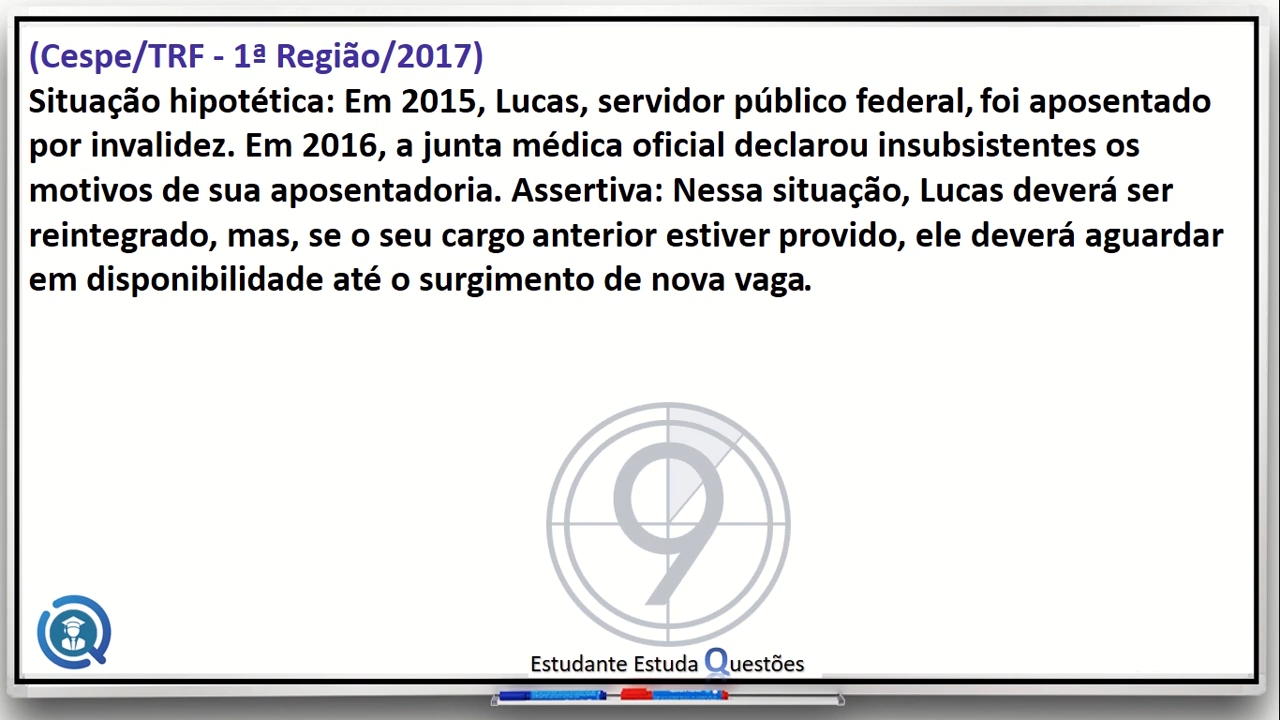 (Cespe/TRF - 1ª Região/2017)
Situação hipotética: Em 2015, Lucas, servidor público federal, foi aposentado
por invalidez. Em 2016, a junta médica oficial declarou insubsistentes os
motivos de sua aposentadoria. Assertiva: Nessa situação, Lucas deverá ser
reintegrado, mas, se o seu cargo anterior estiver provido, ele deverá aguardar
em disponibilidade até o surgimento de nova vaga.
9
Estudante Estuda Questões